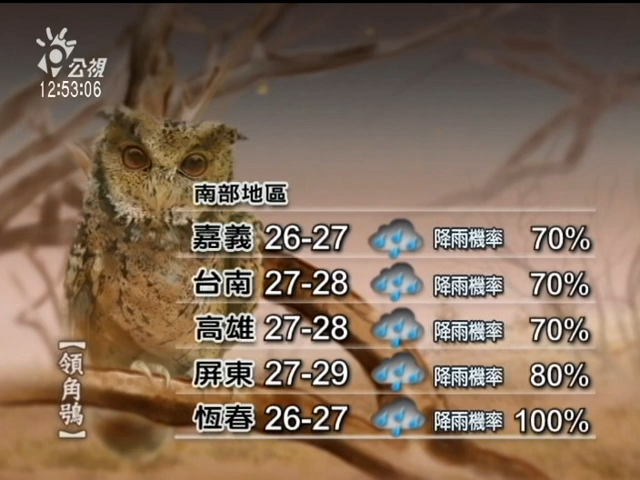 公視
12:53:06
南部地區
嘉義 26-27 降雨機率 70%
台南 27-28 降雨機率 70%
高雄 27-28 降雨機率 70%
屏東 27-29 降雨機率 80%
恆春 26-27 降雨機率 100%
【領角鴞】